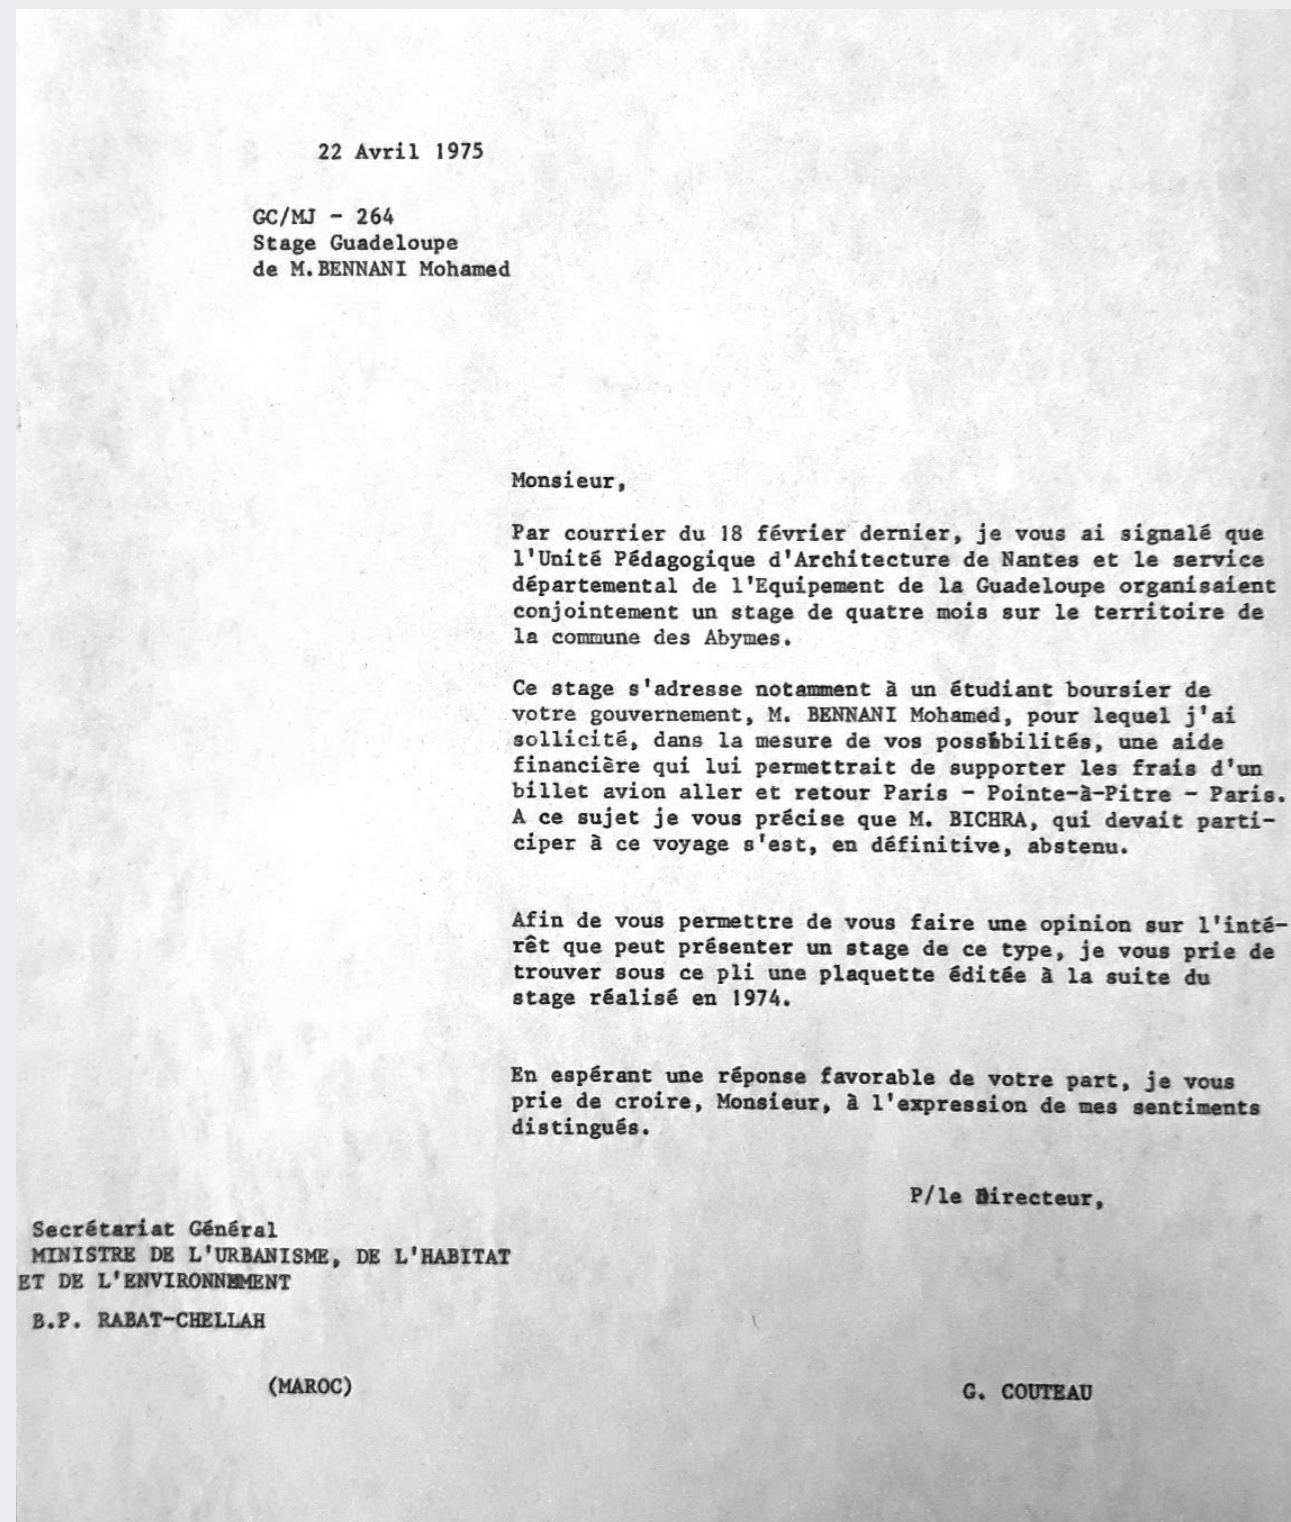 22 Avril 1975
GC/MJ - 264
Stage Guadeloupe
de M.BENNANI Mohamed
Monsieur,
Par courrier du 18 février dernier, je vous ai signalé que
l'Unité Pédagogique d'Architecture de Nantes et le service
départemental de l'Equipement de la Guadeloupe organisaient
conjointement un stage de quatre mois sur le territoire de
la commune des Abymes.
Ce stage s'adresse notamment à un étudiant boursier de
votre gouvernement, M. BENNANI Mohamed, pour lequel j'ai
sollicité, dans la mesure de vos possibilités, une aide
financière qui lui permettrait de supporter les frais d'un
billet avion aller et retour Paris - Pointe-à-Pitre - Paris.
A ce sujet je vous précise que M. BICHRA, qui devait parti-
ciper à ce voyage s'est, en définitive, abstenu.
Afin de vous permettre de vous faire une opinion sur l'inté-
rêt que peut présenter un stage de ce type, je vous prie de
trouver sous ce pli une plaquette éditée à la suite du
stage réalisé en 1974.
En espérant une réponse favorable de votre part, je vous
prie de croire, Monsieur, à l'expression de mes sentiments
distingués.
P/le Directeur,
Secrétariat Général
MINISTRE DE L'URBANISME, DE L'HABITAT
ET DE L'ENVIRONNEMENT
B.P. RABAT-CHELLAH
(MAROC)
G. COUTEAU